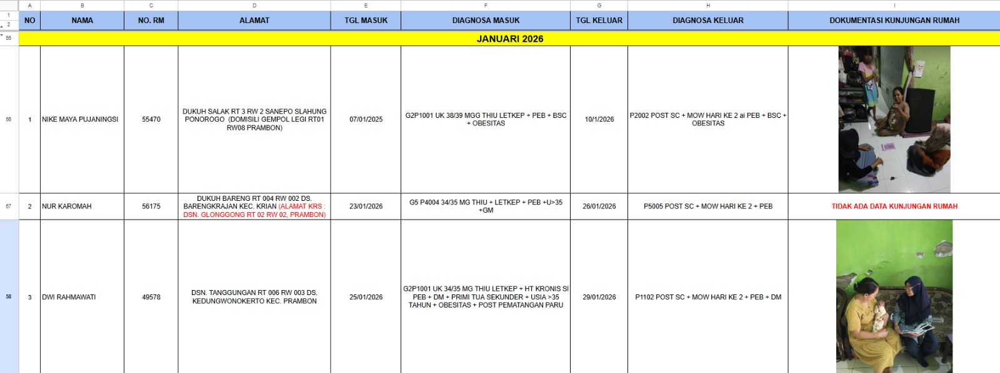 A B C D E F G H I
1
2
NO NAMA NO. RM ALAMAT TGL MASUK DIAGNOSA MASUK TGL KELUAR DIAGNOSA KELUAR DOKUMENTASI KUNJUNGAN RUMAH
55
JANUARI 2026
56
1
NIKE MAYA PUJANINGSI
55470
DUKUH SALAK RT 3 RW 2 SANEPO SLAHUNG
PONOROGO (DOMISILI GEMPOL LEGI RT01
RW08 PRAMBON)
07/01/2025
G2P1001 UK 38/39 MGG THIU LETKEP + PEB + BSC
+ OBESITAS
10/1/2026
P2002 POST SC + MOW HARI KE 2 ai PEB + BSC +
OBESITAS
57
2
NUR KAROMAH
56175
DUKUH BARENG RT 004 RW 002 DS.
BARENGKRAJAN KEC. KRIAN (ALAMAT KRS :
DSN. GLONGGONG RT 02 RW 02, PRAMBON)
23/01/2026
G5 P4004 34/35 MG THIU + LETKEP + PEB +U>35
+GM
26/01/2026
P5005 POST SC + MOW HARI KE 2 + PEB
TIDAK ADA DATA KUNJUNGAN RUMAH
58
3
DWI RAHMAWATI
49578
DSN. TANGGUNGAN RT 006 RW 003 DS.
KEDUNGWONOKERTO KEC. PRAMBON
25/01/2026
G2P1001 UK 34/35 MG THIU LETKEP + HT KRONIS SI
PEB + DM + PRIMI TUA SEKUNDER + USIA >35
TAHUN + OBESITAS + POST PEMATANGAN PARU
29/01/2026
P1102 POST SC + MOW HARI KE 2 + PEB + DM